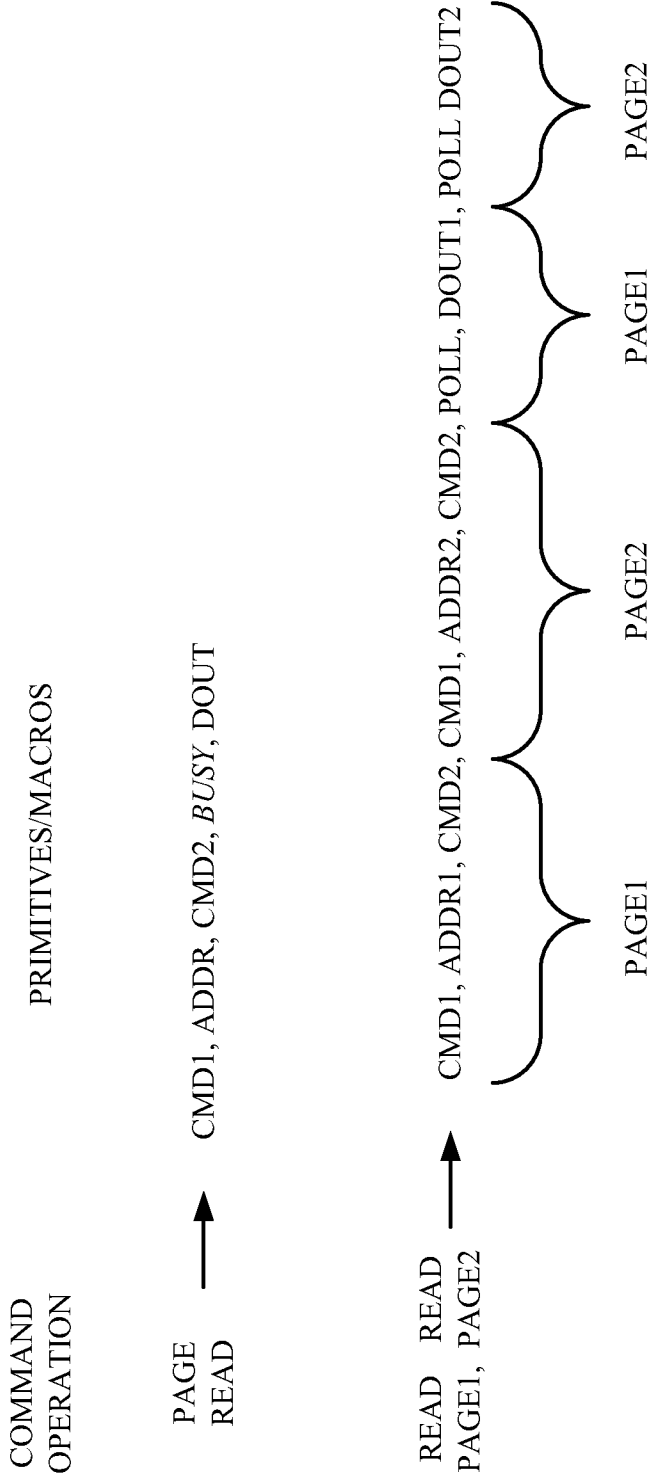 COMMAND
OPERATION
PRIMITIVES/MACROS
PAGE
READ
CMD1, ADDR, CMD2, BUSY, DOUT
READ READ
PAGE1, PAGE2
CMD1, ADDR1, CMD2, CMD1, ADDR2, CMD2, POLL, DOUT1, POLL DOUT2
PAGE1
PAGE2
PAGE1
PAGE2